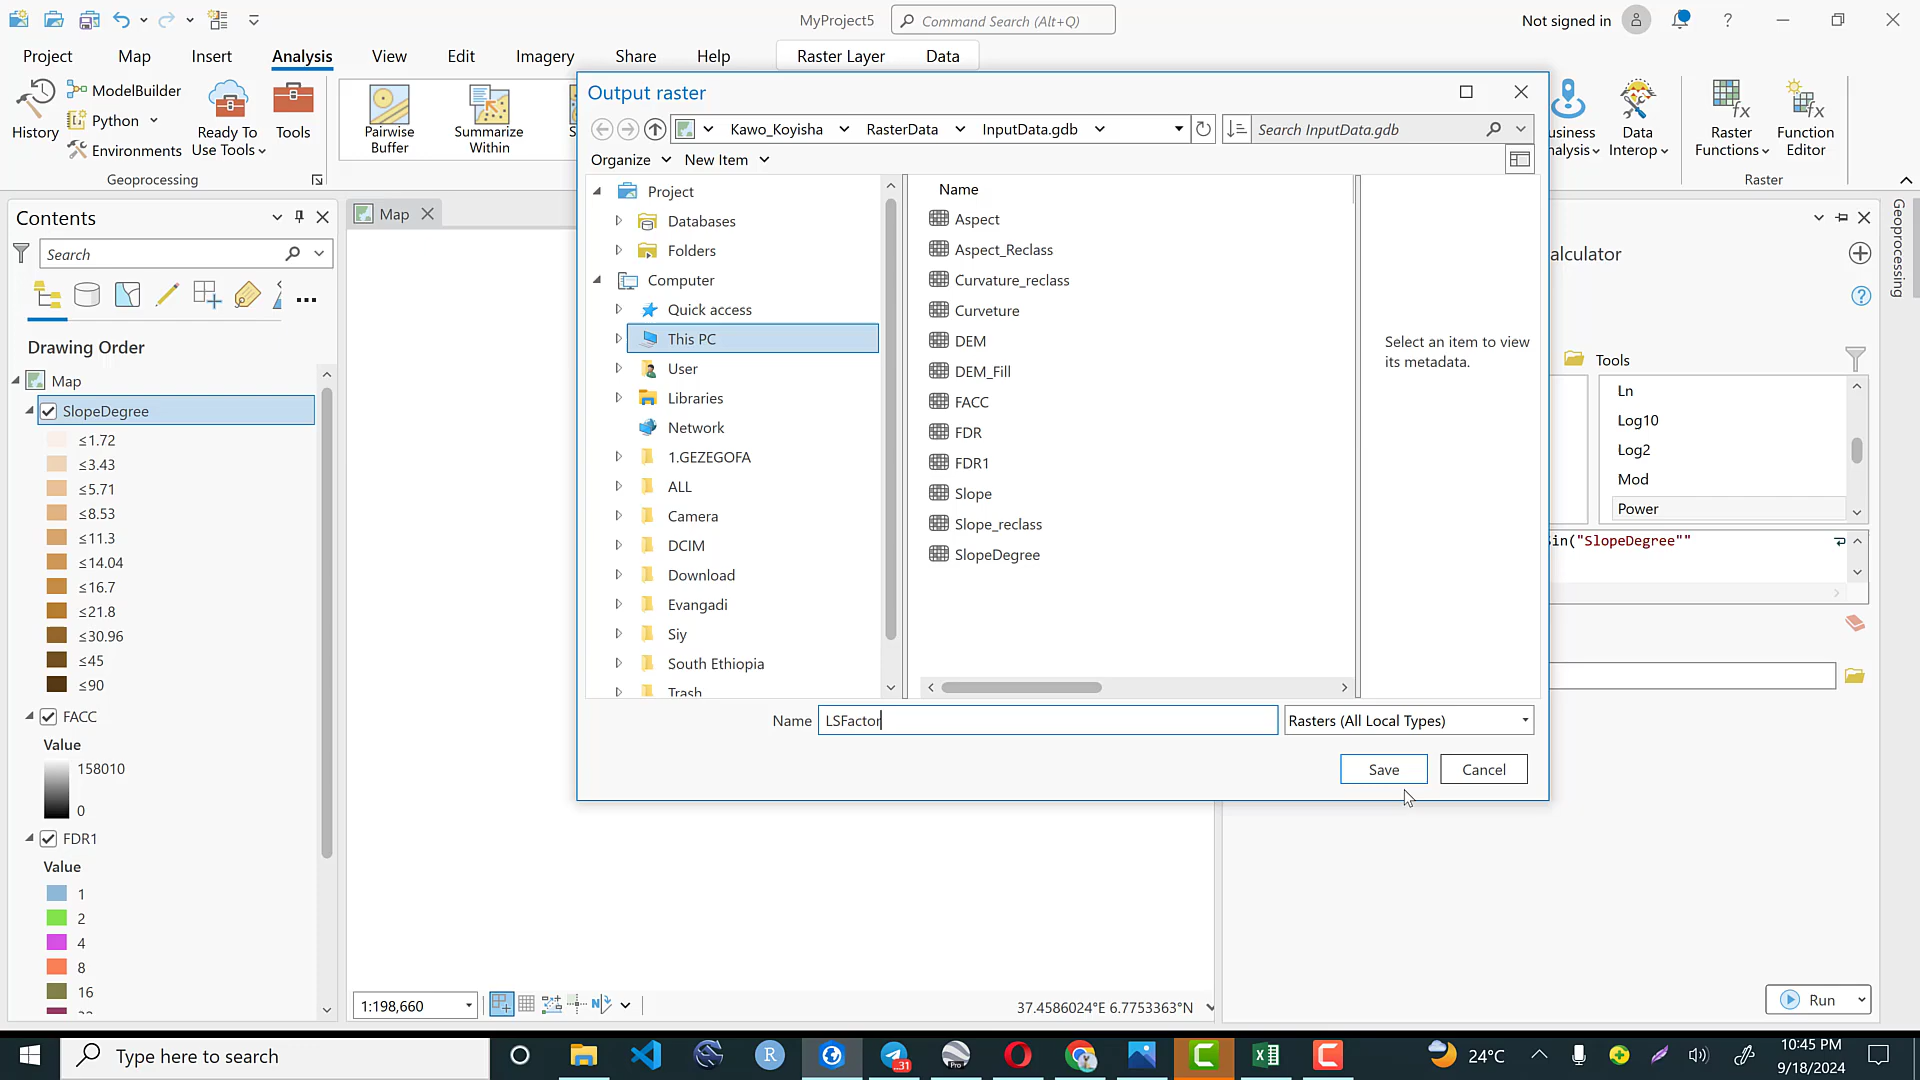 MyProject5
Command Search (Alt+Q)
Not signed in
?
Project
Map
Insert
Analysis
View
Edit
Imagery
Share
Help
Raster Layer
Data
History
ModelBuilder
Python
Environments
Ready To
Use Tools
Tools
Geoprocessing
Pairwise
Buffer
Summarize
Within
S
usiness
nalysis
Data
Interop
Raster
Functions
Function
Editor
Raster
Output raster
Kawo_Koyisha
RasterData
InputData.gdb
Search InputData.gdb
Organize
New Item
Project
Databases
Folders
Computer
Quick access
This PC
User
Libraries
Network
1.GEZEGOFA
ALL
Camera
DCIM
Download
Evangadi
Siy
South Ethiopia
Trash
Name
Aspect
Aspect_Reclass
Curvature_reclass
Curveture
DEM
DEM_Fill
FACC
FDR
FDR1
Slope
Slope_reclass
SlopeDegree
Select an item to view
its metadata.
Name
LSFactor
Rasters (All Local Types)
Save
Cancel
Contents
Search
Drawing Order
Map
SlopeDegree
≤1.72
≤3.43
≤5.71
≤8.53
≤11.3
≤14.04
≤16.7
≤21.8
≤30.96
≤45
≤90
FACC
Value
158010
0
FDR1
Value
1
2
4
8
16
Map
1:198,660
37.4586024°E 6.7753363°N
alculator
Geoprocessing
Tools
Ln
Log10
Log2
Mod
Power
in("SlopeDegree""
Run
Type here to search
..31
Pro
24°C
10:45 PM
9/18/2024